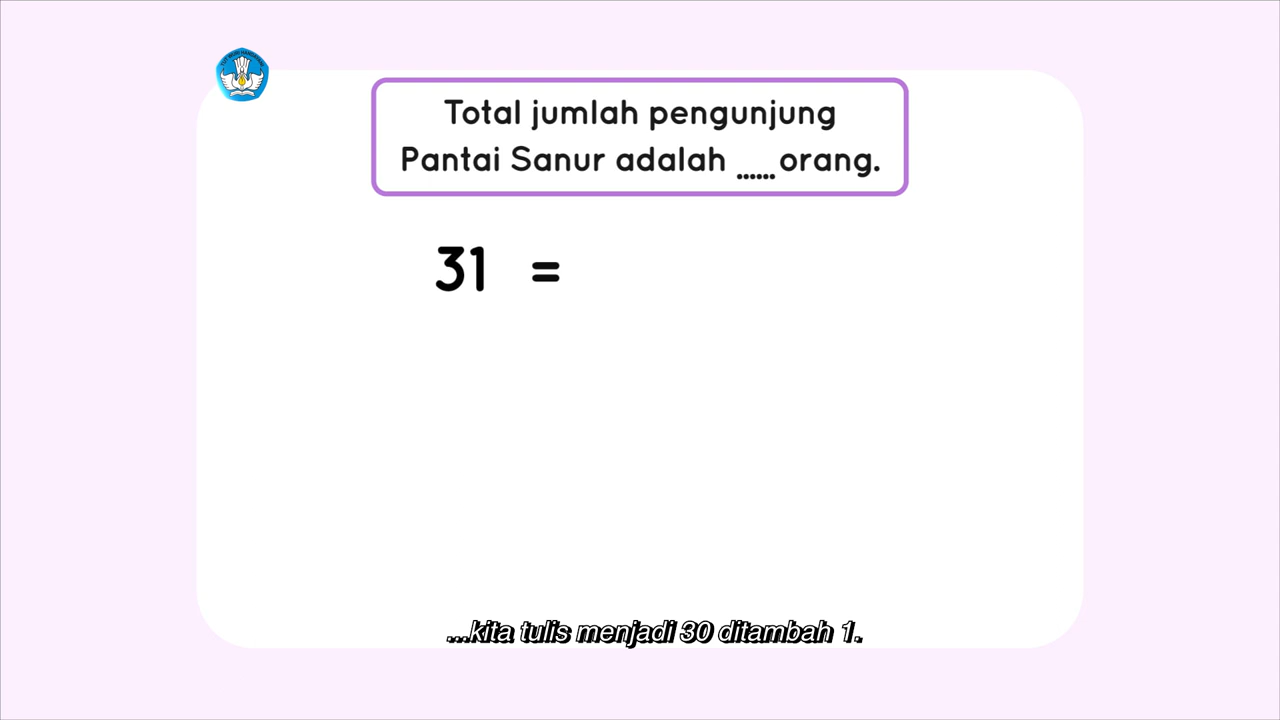 Total jumlah pengunjung
Pantai Sanur adalah ......orang.
31 =
...kita tulis menjadi 30 ditambah 1.